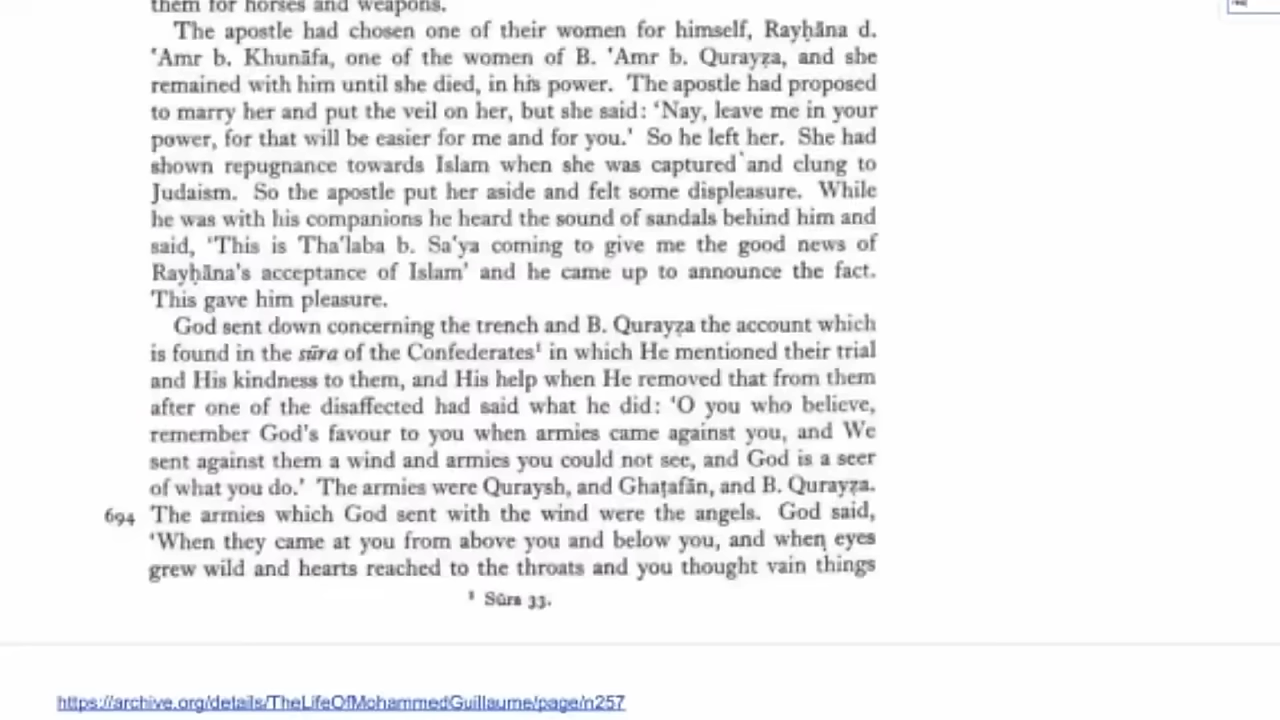 them for horses and weapons.
The apostle had chosen one of their women for himself, Rayḥāna d.
'Amr b. Khunāfa, one of the women of B. 'Amr b. Qurayẓa, and she
remained with him until she died, in his power. The apostle had proposed
to marry her and put the veil on her, but she said: 'Nay, leave me in your
power, for that will be easier for me and for you.' So he left her. She had
shown repugnance towards Islam when she was captured and clung to
Judaism. So the apostle put her aside and felt some displeasure. While
he was with his companions he heard the sound of sandals behind him and
said, 'This is Tha'laba b. Sa'ya coming to give me the good news of
Rayḥāna's acceptance of Islam' and he came up to announce the fact.
This gave him pleasure.
God sent down concerning the trench and B. Qurayẓa the account which
is found in the sūra of the Confederates¹ in which He mentioned their trial
and His kindness to them, and His help when He removed that from them
after one of the disaffected had said what he did: 'O you who believe,
remember God's favour to you when armies came against you, and We
sent against them a wind and armies you could not see, and God is a seer
of what you do.' The armies were Quraysh, and Ghaṭafān, and B. Qurayẓa.
694 The armies which God sent with the wind were the angels. God said,
'When they came at you from above you and below you, and when eyes
grew wild and hearts reached to the throats and you thought vain things
¹ Sūra 33.
https://archive.org/details/TheLifeOfMohammedGuillaume/page/n257